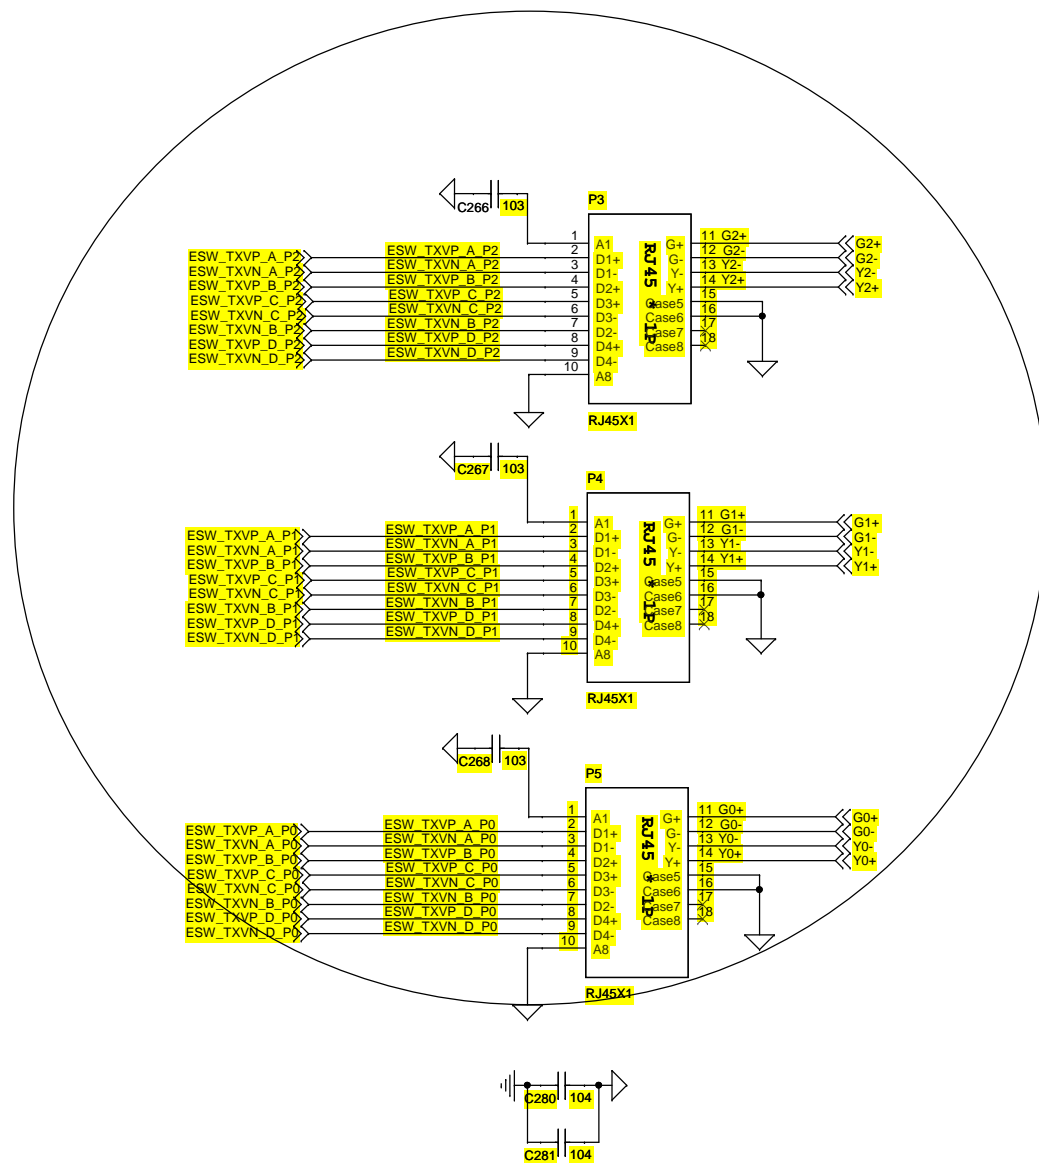 C266 103
P3
ESW_TXVP_A_P2 ESW_TXVP_A_P2 1 A1 G+ 11 G2+ G2+
ESW_TXVN_A_P2 ESW_TXVN_A_P2 2 D1+ G- 12 G2- G2-
ESW_TXVP_B_P2 ESW_TXVP_B_P2 3 D1- Y- 13 Y2- Y2-
ESW_TXVP_C_P2 ESW_TXVP_C_P2 4 D2+ Y+ 14 Y2+ Y2+
ESW_TXVN_C_P2 ESW_TXVN_C_P2 5 D3+ Case5 15
ESW_TXVN_B_P2 ESW_TXVN_B_P2 6 D3- Case6 16
ESW_TXVP_D_P2 ESW_TXVP_D_P2 7 D2- Case7 17
ESW_TXVN_D_P2 ESW_TXVN_D_P2 8 D4+ Case8 18
9 D4-
10 A8
RJ45 * 1P
RJ45X1
C267 103
P4
ESW_TXVP_A_P1 ESW_TXVP_A_P1 1 A1 G+ 11 G1+ G1+
ESW_TXVN_A_P1 ESW_TXVN_A_P1 2 D1+ G- 12 G1- G1-
ESW_TXVP_B_P1 ESW_TXVP_B_P1 3 D1- Y- 13 Y1- Y1-
ESW_TXVP_C_P1 ESW_TXVP_C_P1 4 D2+ Y+ 14 Y1+ Y1+
ESW_TXVN_C_P1 ESW_TXVN_C_P1 5 D3+ Case5 15
ESW_TXVN_B_P1 ESW_TXVN_B_P1 6 D3- Case6 16
ESW_TXVP_D_P1 ESW_TXVP_D_P1 7 D2- Case7 17
ESW_TXVN_D_P1 ESW_TXVN_D_P1 8 D4+ Case8 18
9 D4-
10 A8
RJ45 * 1P
RJ45X1
C268 103
P5
ESW_TXVP_A_P0 ESW_TXVP_A_P0 1 A1 G+ 11 G0+ G0+
ESW_TXVN_A_P0 ESW_TXVN_A_P0 2 D1+ G- 12 G0- G0-
ESW_TXVP_B_P0 ESW_TXVP_B_P0 3 D1- Y- 13 Y0- Y0-
ESW_TXVP_C_P0 ESW_TXVP_C_P0 4 D2+ Y+ 14 Y0+ Y0+
ESW_TXVN_C_P0 ESW_TXVN_C_P0 5 D3+ Case5 15
ESW_TXVN_B_P0 ESW_TXVN_B_P0 6 D3- Case6 16
ESW_TXVP_D_P0 ESW_TXVP_D_P0 7 D2- Case7 17
ESW_TXVN_D_P0 ESW_TXVN_D_P0 8 D4+ Case8 18
9 D4-
10 A8
RJ45 * 1P
RJ45X1
C280 104
C281 104